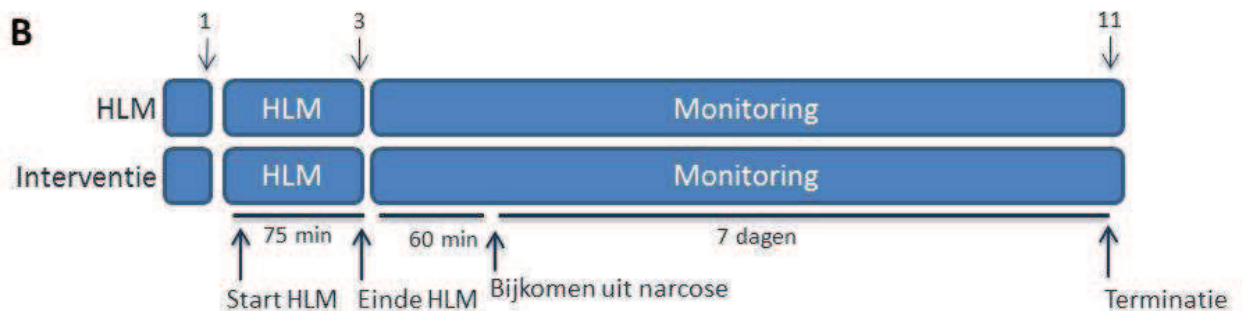 B
1 3 11
HLM HLM Monitoring
Interventie HLM Monitoring
75 min 60 min 7 dagen
Start HLM Einde HLM Bijkomen uit narcose Terminatie